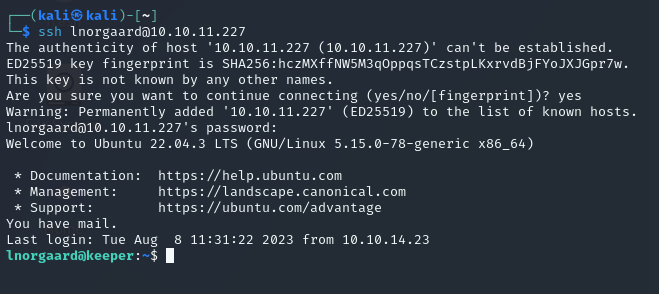 ┌──(kali㉿kali)-[~]
└─$ ssh lnorgaard@10.10.11.227
The authenticity of host '10.10.11.227 (10.10.11.227)' can't be established.
ED25519 key fingerprint is SHA256:hczMXffNW5M3qOppqsTCzstpLKxrvdBjFYoJXJGpr7w.
This key is not known by any other names.
Are you sure you want to continue connecting (yes/no/[fingerprint])? yes
Warning: Permanently added '10.10.11.227' (ED25519) to the list of known hosts.
lnorgaard@10.10.11.227's password:
Welcome to Ubuntu 22.04.3 LTS (GNU/Linux 5.15.0-78-generic x86_64)
* Documentation:  https://help.ubuntu.com
* Management:     https://landscape.canonical.com
* Support:        https://ubuntu.com/advantage
You have mail.
Last login: Tue Aug  8 11:31:22 2023 from 10.10.14.23
lnorgaard@keeper:~$